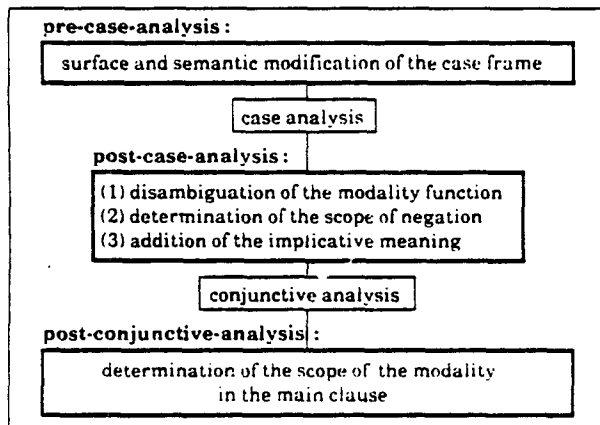 pre-case-analysis:
surface and semantic modification of the case frame
case analysis
post-case-analysis:
(1) disambiguation of the modality function
(2) determination of the scope of negation
(3) addition of the implicative meaning
conjunctive analysis
post-conjunctive-analysis:
determination of the scope of the modality
in the main clause